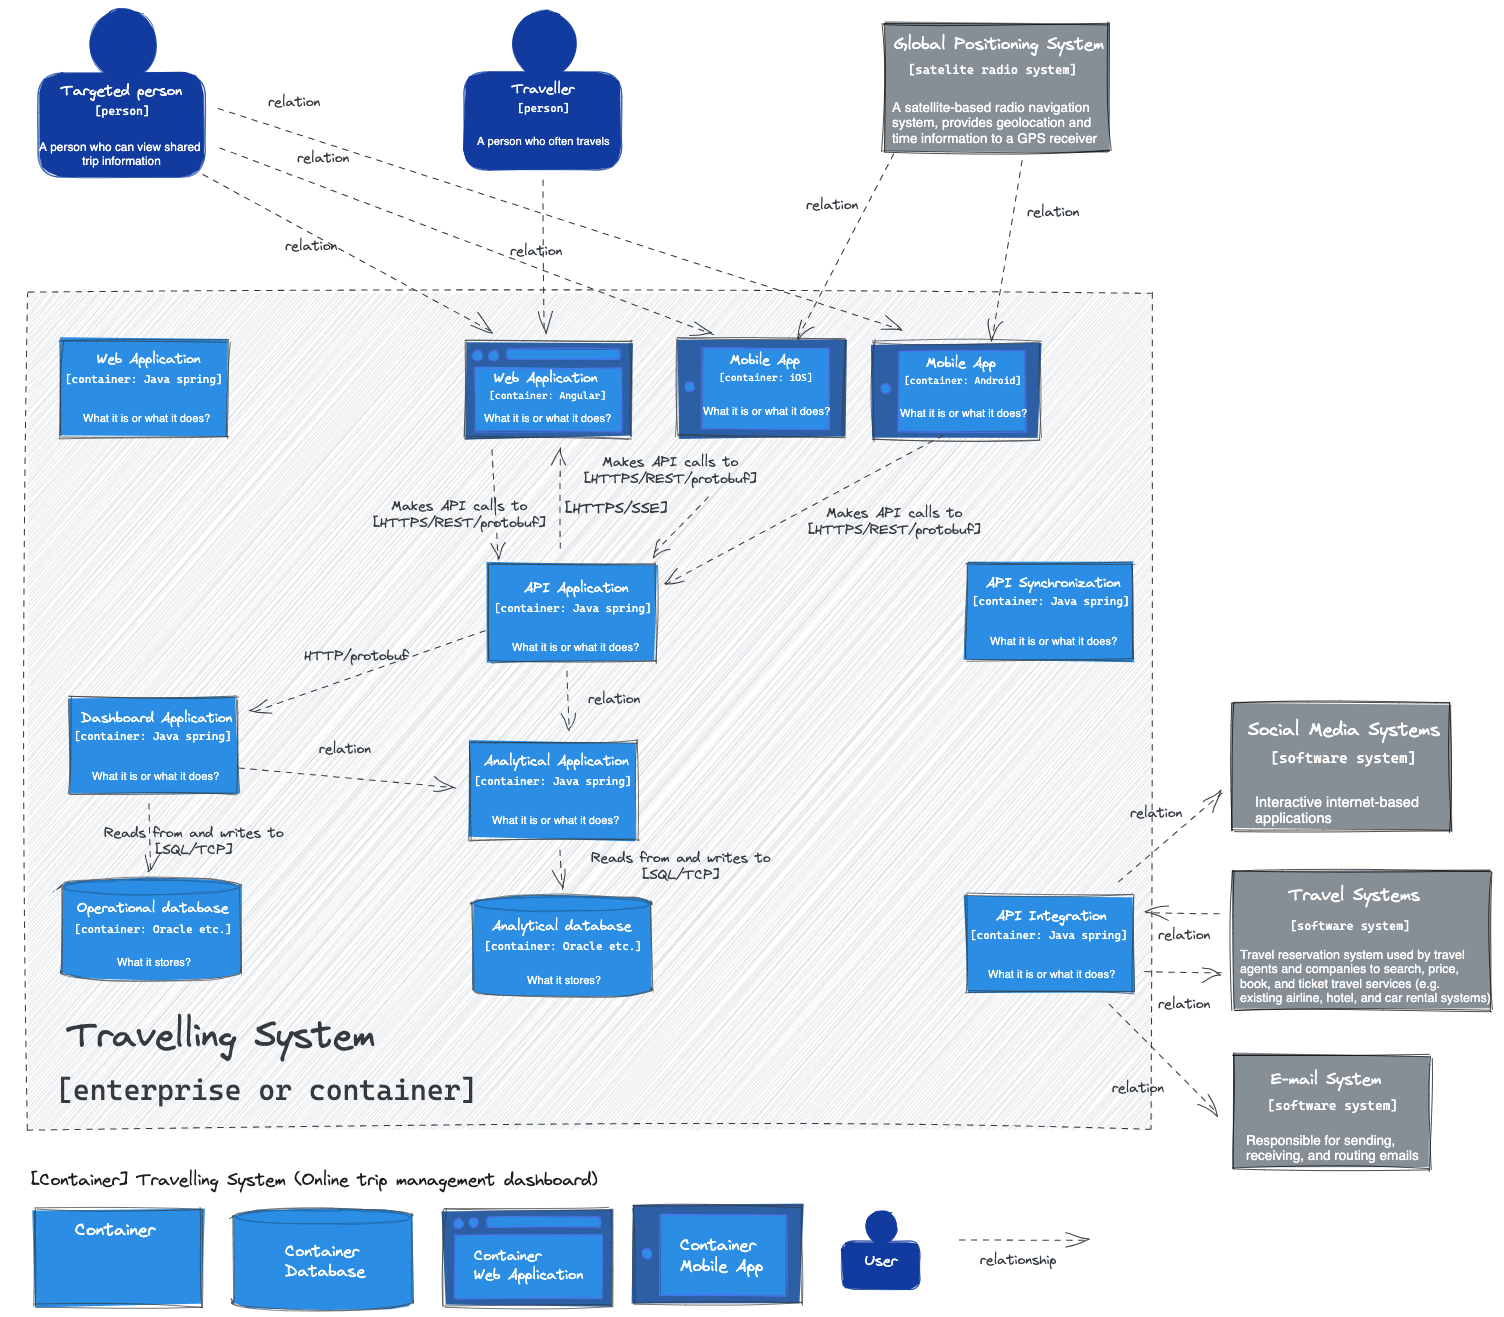 Targeted person
[person]
A person who can view shared
trip information
Traveller
[person]
A person who often travels
Global Positioning System
[satelite radio system]
A satellite-based radio navigation
system, provides geolocation and
time information to a GPS receiver
relation
relation
relation
relation
relation
relation
Web Application
[container: Java spring]
What it is or what it does?
Web Application
[container: Angular]
What it is or what it does?
Mobile App
[container: iOS]
What it is or what it does?
Mobile App
[container: Android]
What it is or what it does?
Makes API calls to
[HTTPS/REST/protobuf]
[HTTPS/SSE]
Makes API calls to
[HTTPS/REST/protobuf]
Makes API calls to
[HTTPS/REST/protobuf]
API Application
[container: Java spring]
What it is or what it does?
API Synchronization
[container: Java spring]
What it is or what it does?
HTTP/protobuf
relation
Dashboard Application
[container: Java spring]
What it is or what it does?
relation
Analytical Application
[container: Java spring]
What it is or what it does?
Social Media Systems
[software system]
Interactive internet-based
applications
relation
Reads from and writes to
[SQL/TCP]
Reads from and writes to
[SQL/TCP]
Operational database
[container: Oracle etc.]
What it stores?
Analytical database
[container: Oracle etc.]
What it stores?
API Integration
[container: Java spring]
What it is or what it does?
relation
relation
Travel Systems
[software system]
Travel reservation system used by travel
agents and companies to search, price,
book, and ticket travel services (e.g.
existing airline, hotel, and car rental systems)
relation
E-mail System
[software system]
Responsible for sending,
receiving, and routing emails
Travelling System
[enterprise or container]
[Container] Travelling System (Online trip management dashboard)
Container
Container
Database
Container
Web Application
Container
Mobile App
User
relationship